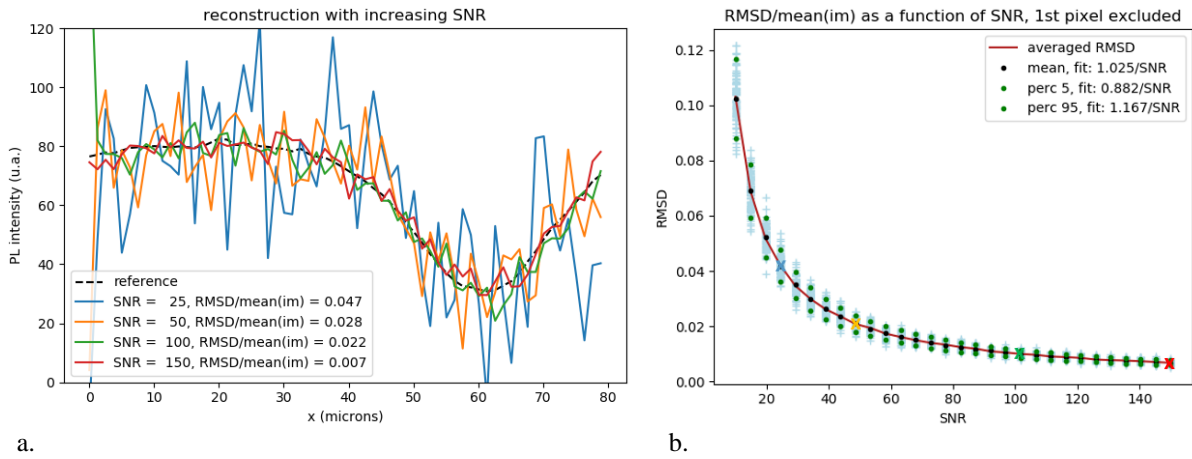 reconstruction with increasing SNR
120
100
80
60
40
20
0
PL intensity (u.a.)
reference
SNR = 25, RMSD/mean(im) = 0.047
SNR = 50, RMSD/mean(im) = 0.028
SNR = 100, RMSD/mean(im) = 0.022
SNR = 150, RMSD/mean(im) = 0.007
0 10 20 30 40 50 60 70 80
x (microns)
a.
RMSD/mean(im) as a function of SNR, 1st pixel excluded
0.12
0.10
0.08
0.06
0.04
0.02
0.00
RMSD
averaged RMSD
mean, fit: 1.025/SNR
perc 5, fit: 0.882/SNR
perc 95, fit: 1.167/SNR
20 40 60 80 100 120 140
SNR
b.